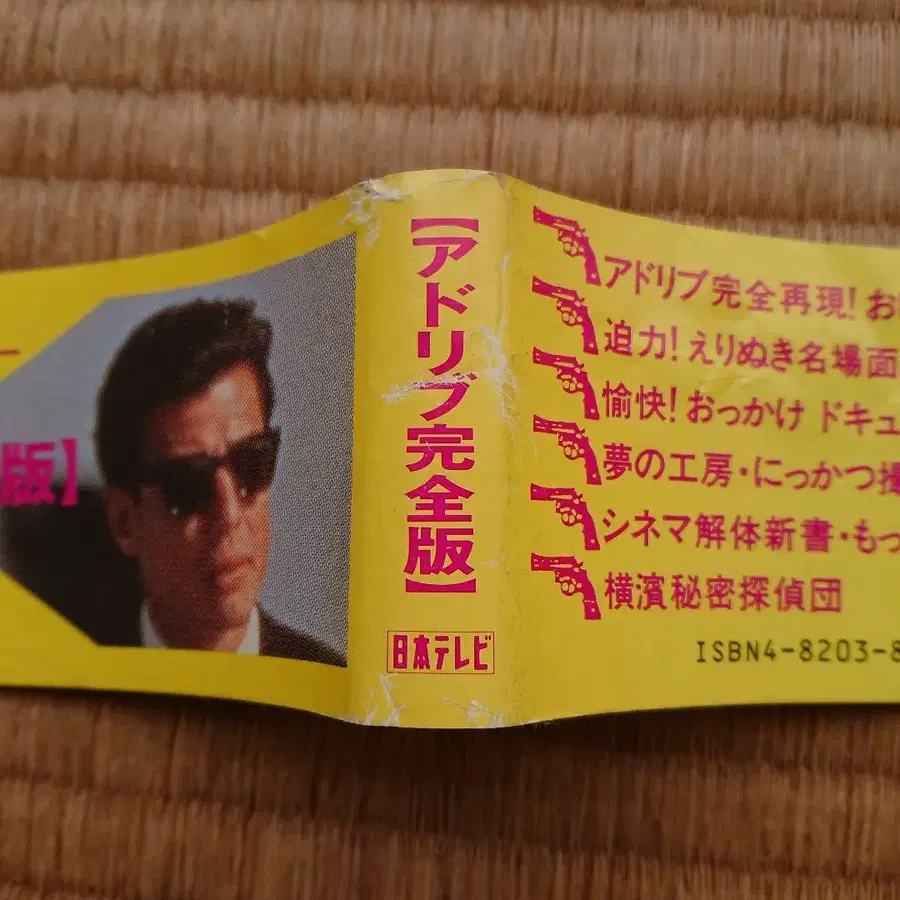 版】
【アドリブ完全版】
日本テレビ
アドリブ完全再現! お
迫力! えりぬき名場面
愉快! おっかけ ドキュ
夢の工房・にっかつ撮
シネマ解体新書・もっ
横濱秘密探偵団
ISBN4-8203-8